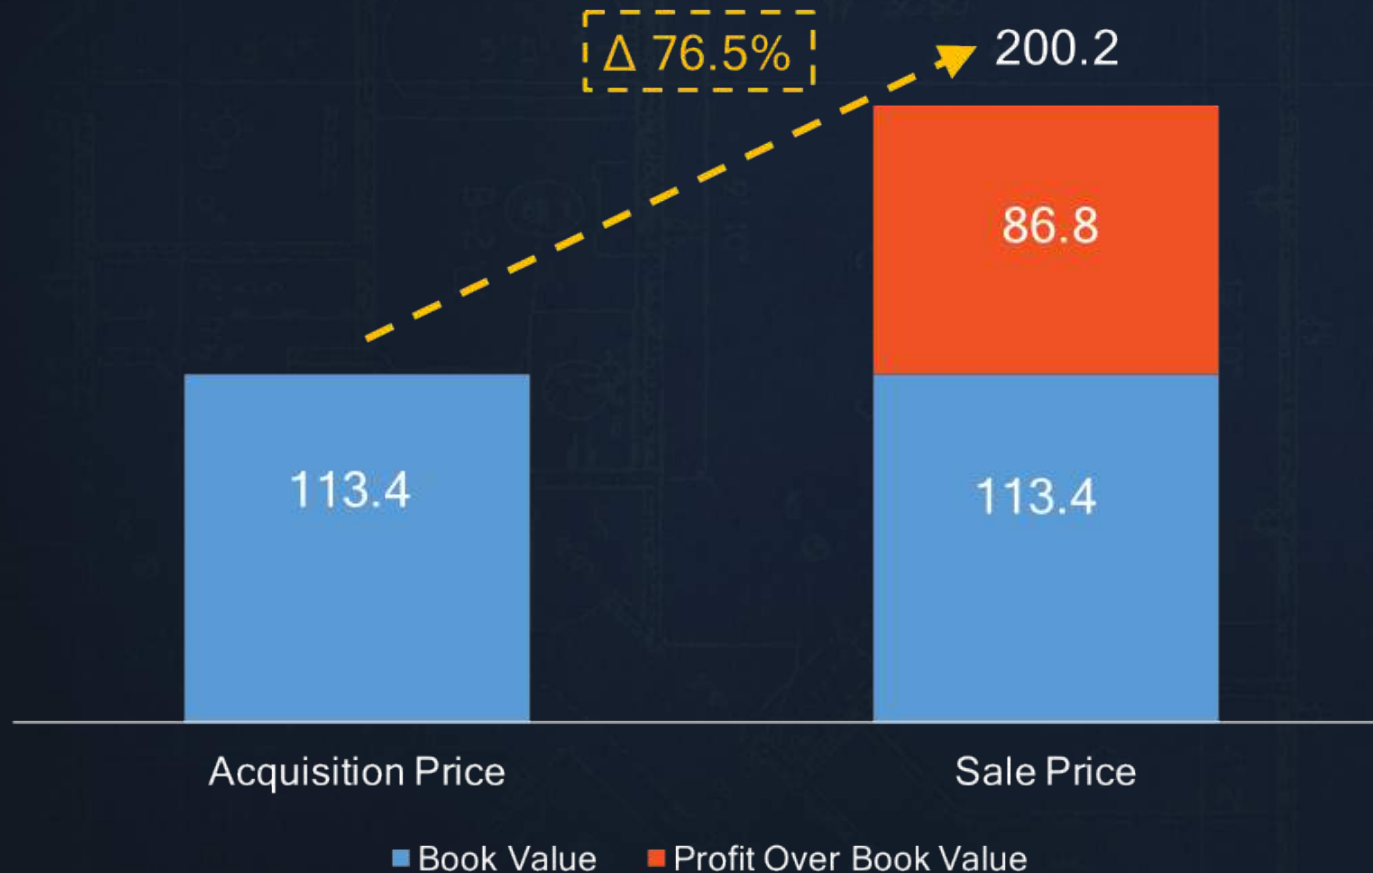 Δ 76.5%
200.2
86.8
113.4
113.4
Acquisition Price
Sale Price
Book Value
Profit Over Book Value